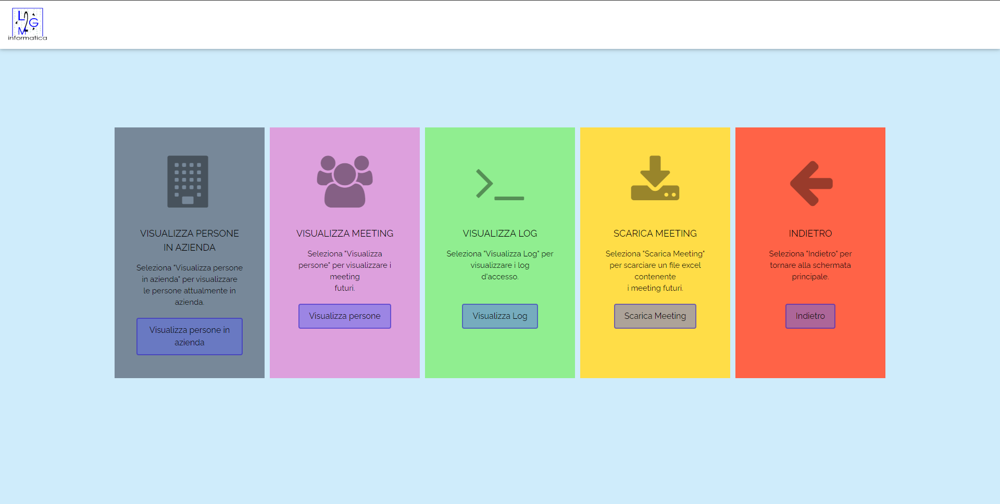 L2GM
informatica
VISUALIZZA PERSONE
IN AZIENDA
Seleziona "Visualizza persone
in azienda" per visualizzare
le persone attualmente in
azienda.
Visualizza persone in
azienda
VISUALIZZA MEETING
Seleziona "Visualizza
persone" per visualizzare i
meeting
futuri.
Visualizza persone
VISUALIZZA LOG
Seleziona "Visualizza Log" per
visualizzare i log
d'accesso.
Visualizza Log
SCARICA MEETING
Seleziona "Scarica Meeting"
per scarciare un file excel
contenente
i meeting futuri.
Scarica Meeting
INDIETRO
Seleziona "Indietro" per
tornare alla schermata
principale.
Indietro